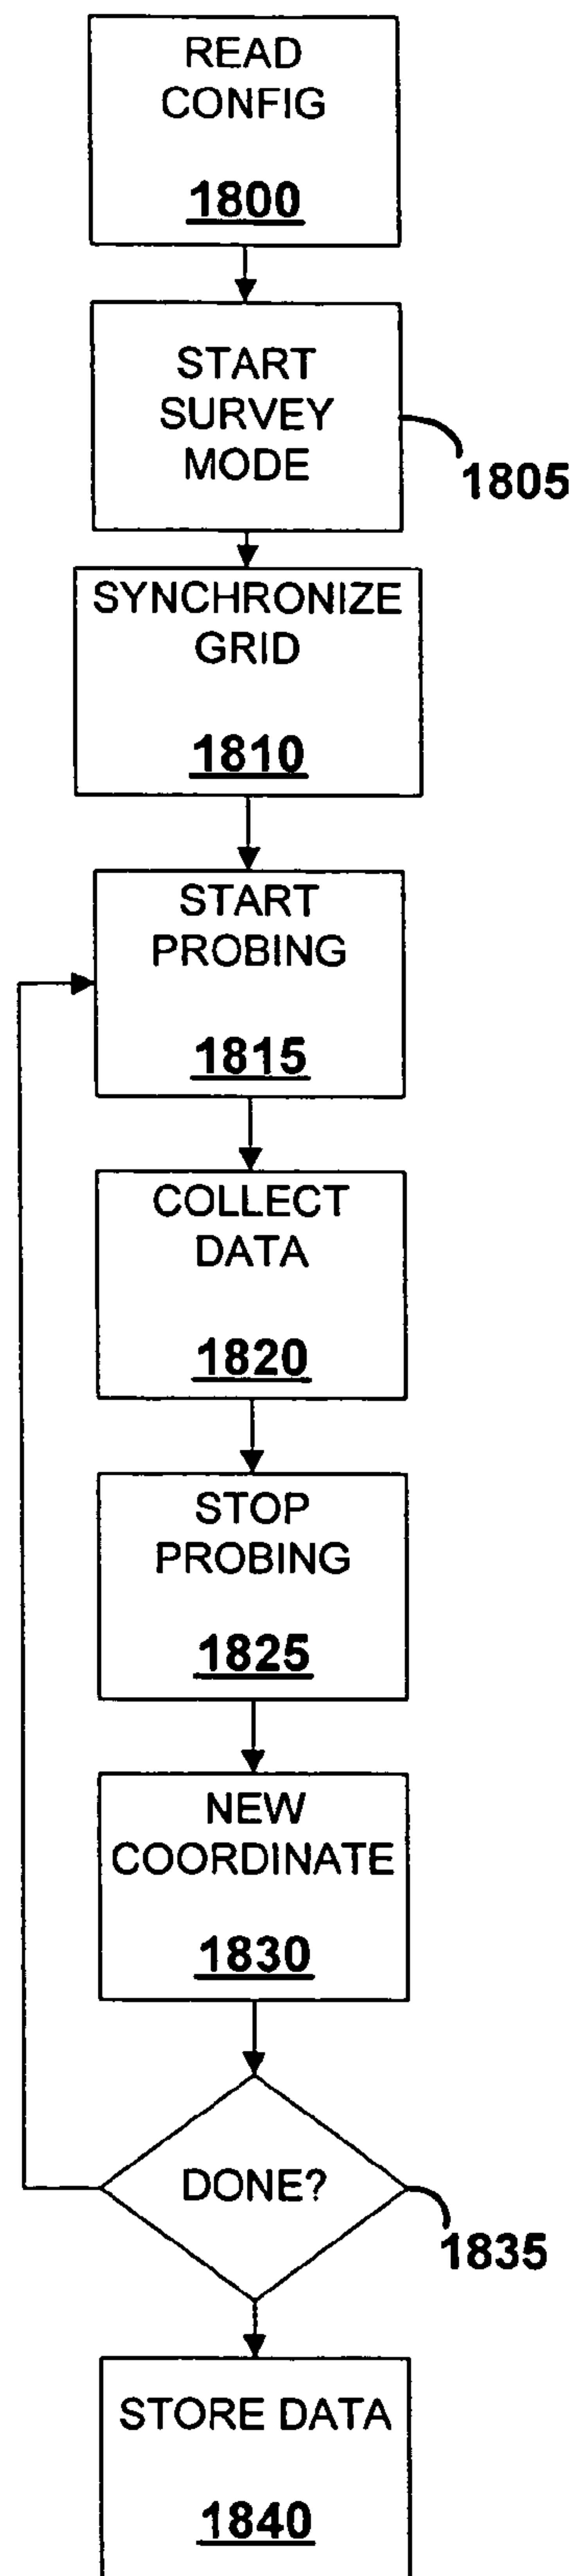 READ
CONFIG
1800
START
SURVEY
MODE
1805
SYNCHRONIZE
GRID
1810
START
PROBING
1815
COLLECT
DATA
1820
STOP
PROBING
1825
NEW
COORDINATE
1830
DONE?
1835
STORE DATA
1840